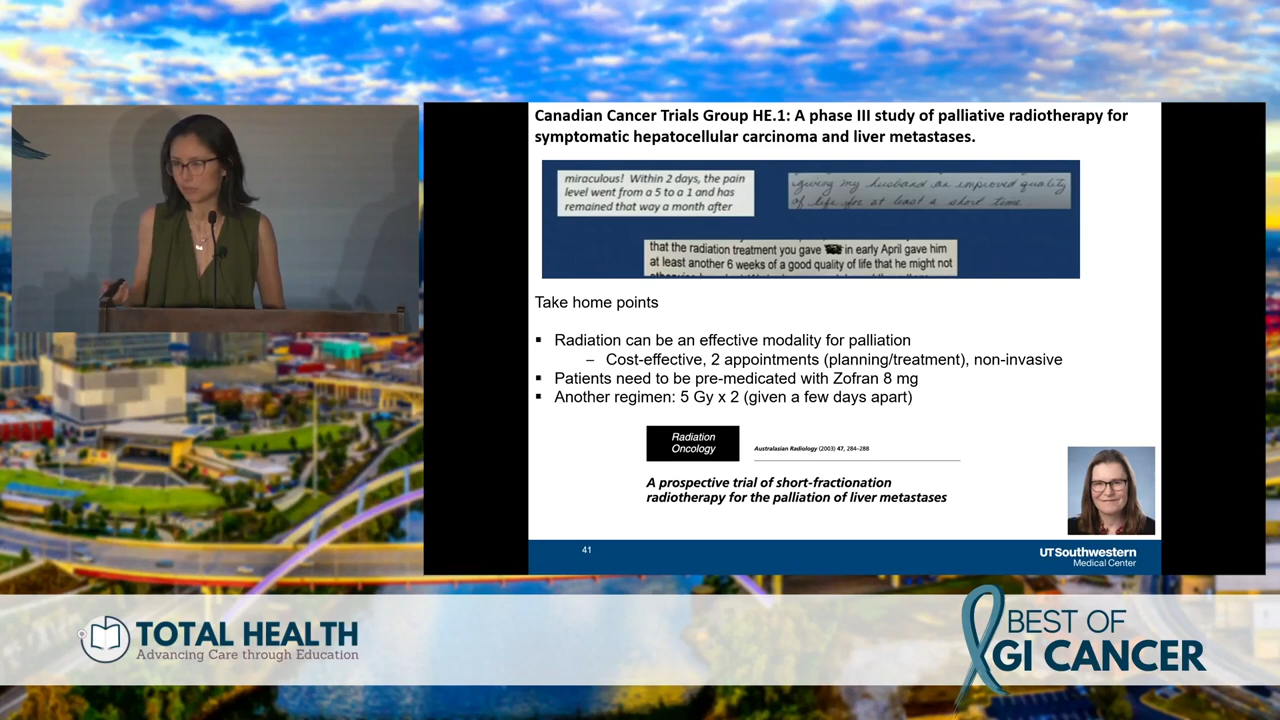 Canadian Cancer Trials Group HE.1: A phase III study of palliative radiotherapy for
symptomatic hepatocellular carcinoma and liver metastases.
miraculous! Within 2 days, the pain
level went from a 5 to a 1 and has
remained that way a month after
giving my husband an improved quality
of life for at least a short time
that the radiation treatment you gave in early April gave him
at least another 6 weeks of a good quality of life that he might not
Take home points
▪ Radiation can be an effective modality for palliation
– Cost-effective, 2 appointments (planning/treatment), non-invasive
▪ Patients need to be pre-medicated with Zofran 8 mg
▪ Another regimen: 5 Gy x 2 (given a few days apart)
Radiation
Oncology
Australasian Radiology (2003) 47, 284–288
A prospective trial of short-fractionation
radiotherapy for the palliation of liver metastases
41
UTSouthwestern
Medical Center
TOTAL HEALTH
Advancing Care through Education
BEST OF
GI CANCER